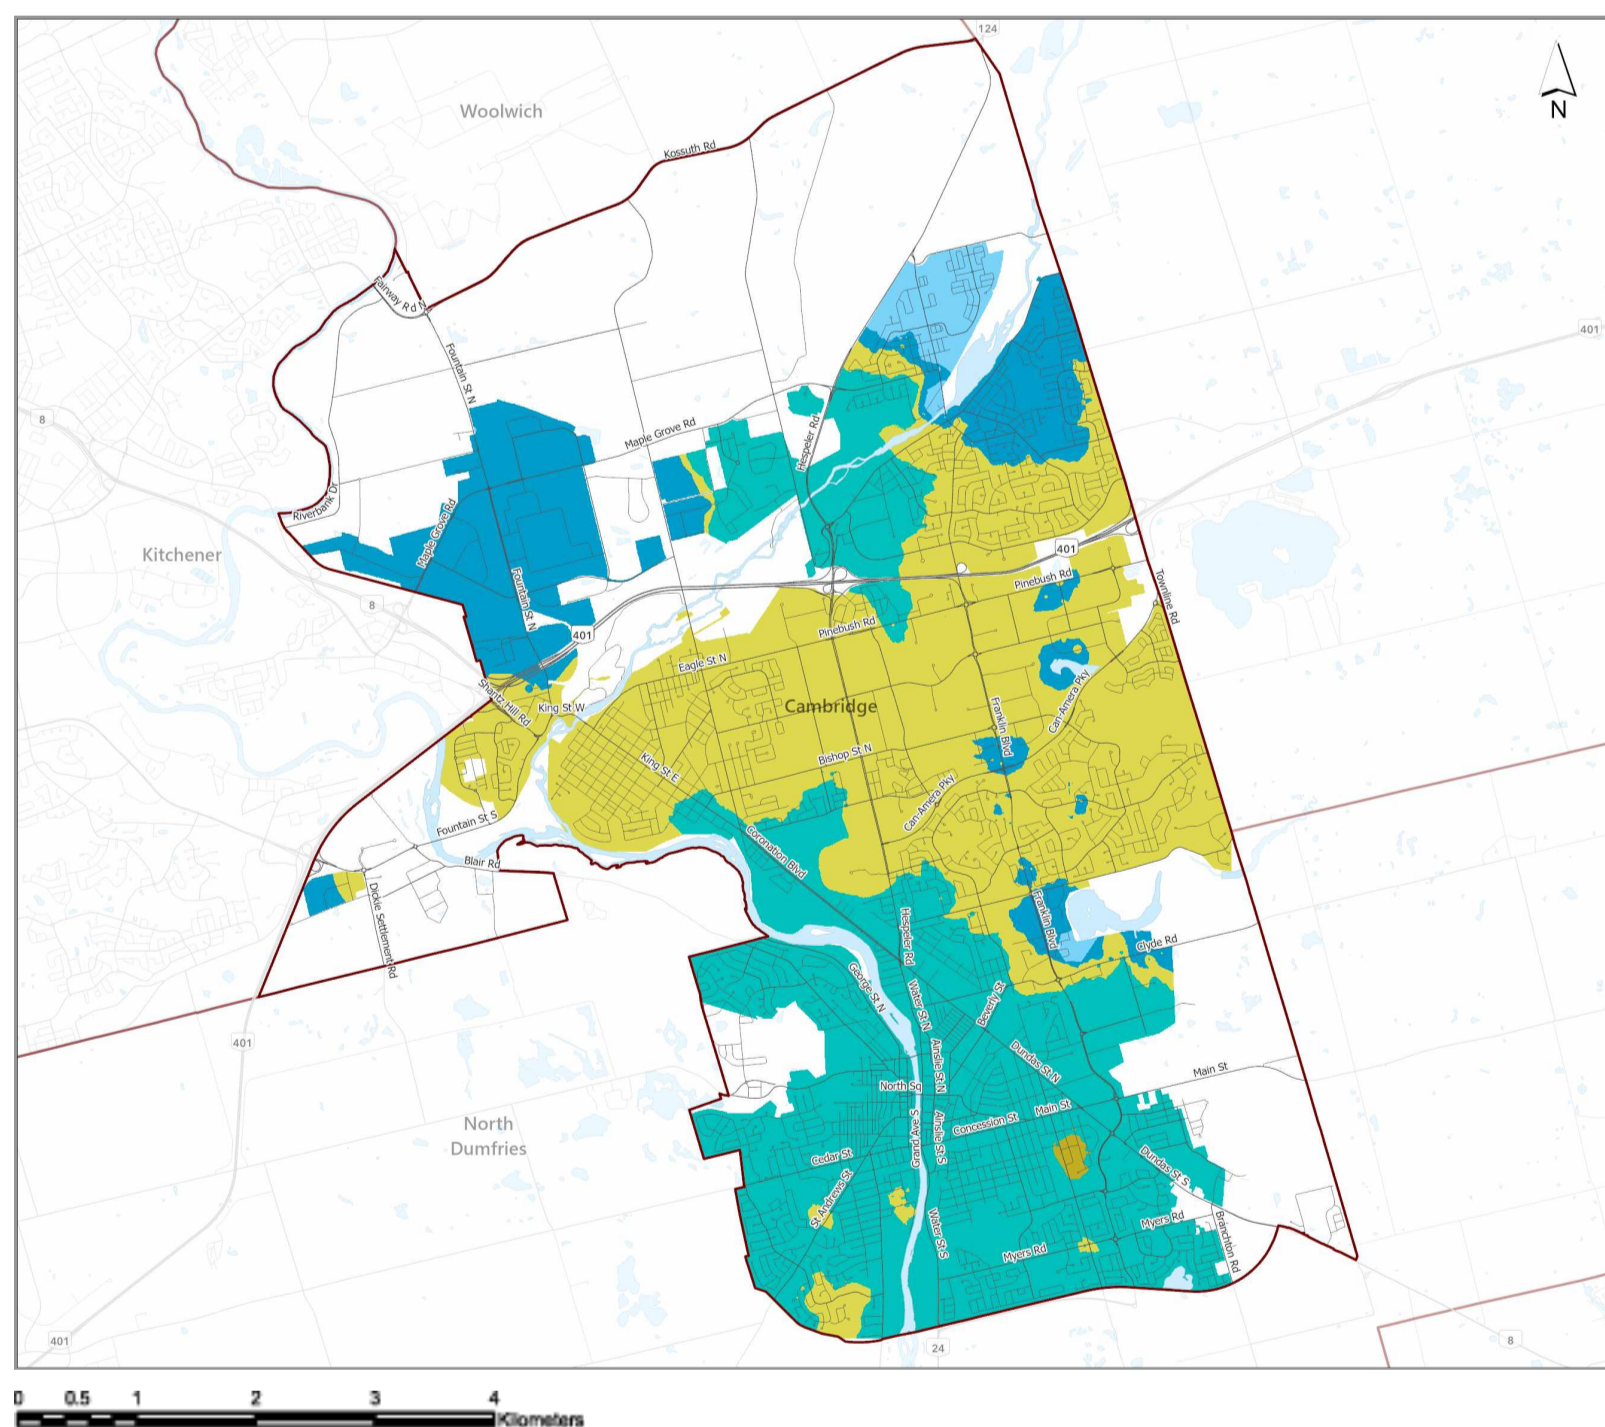 124
Woolwich
N
Kossuth Rd
Fairway Rd N
401
Fountain St N
8
Maple Grove Rd
Hespeler Rd
Riverbank Dr
Maple Grove Rd
Kitchener
401
Fountain St N
Pinebush Rd
Townline Rd
8
401
Pinebush Rd
Eagle St N
Shantz Hill Rd
King St W
Cambridge
Franklin Blvd
Can-Amera Pky
Bishop St N
King St E
Can-Amera Pky
Fountain St S
Coronation Blvd
Blair Rd
Dickie Settlement Rd
Hespeler Rd
Franklin Blvd
Clyde Rd
George St N
Water St N
Beverly St
401
Ainslie St N
Dundas St N
Main St
North Sq
North
Dumfries
Grand Ave S
Ainslie St S
Concession St
Main St
Cedar St
Dundas St S
St Andrews St
Water St S
Myers Rd
Branchton Rd
Myers Rd
401
24
8
0 0.5 1 2 3 4
Kilometers